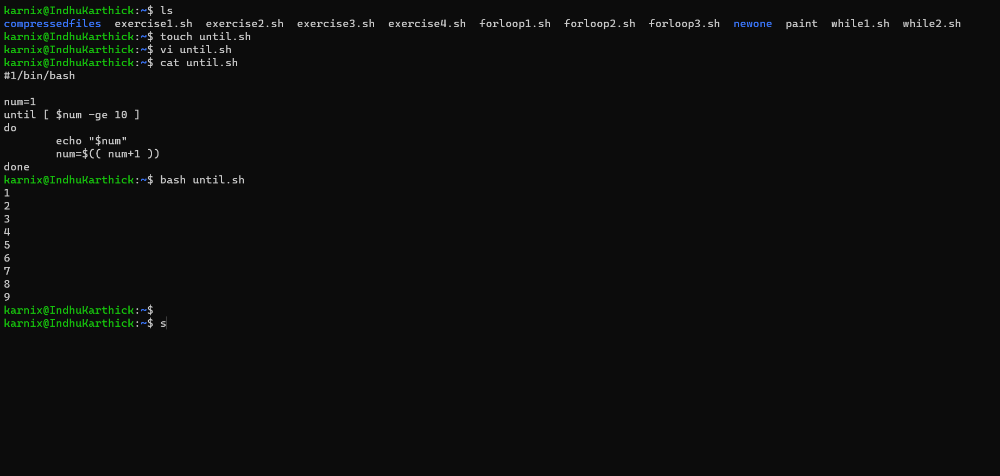 karnix@IndhuKarthick:~$ ls
compressedfiles  exercise1.sh  exercise2.sh  exercise3.sh  exercise4.sh  forloop1.sh  forloop2.sh  forloop3.sh  newone  paint  while1.sh  while2.sh
karnix@IndhuKarthick:~$ touch until.sh
karnix@IndhuKarthick:~$ vi until.sh
karnix@IndhuKarthick:~$ cat until.sh
#1/bin/bash

num=1
until [ $num -ge 10 ]
do
        echo "$num"
        num=$(( num+1 ))
done
karnix@IndhuKarthick:~$ bash until.sh
1
2
3
4
5
6
7
8
9
karnix@IndhuKarthick:~$
karnix@IndhuKarthick:~$ s